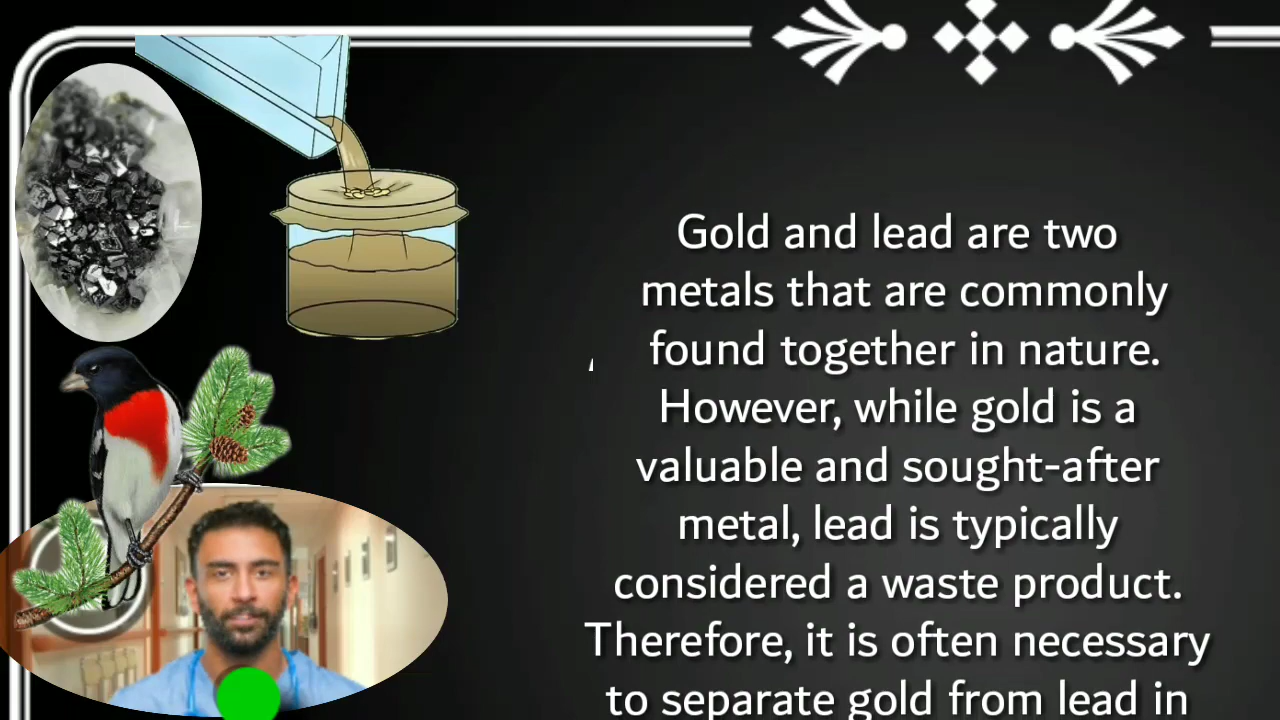 Gold and lead are two
metals that are commonly
found together in nature.
However, while gold is a
valuable and sought-after
metal, lead is typically
considered a waste product.
Therefore, it is often necessary
to separate gold from lead in